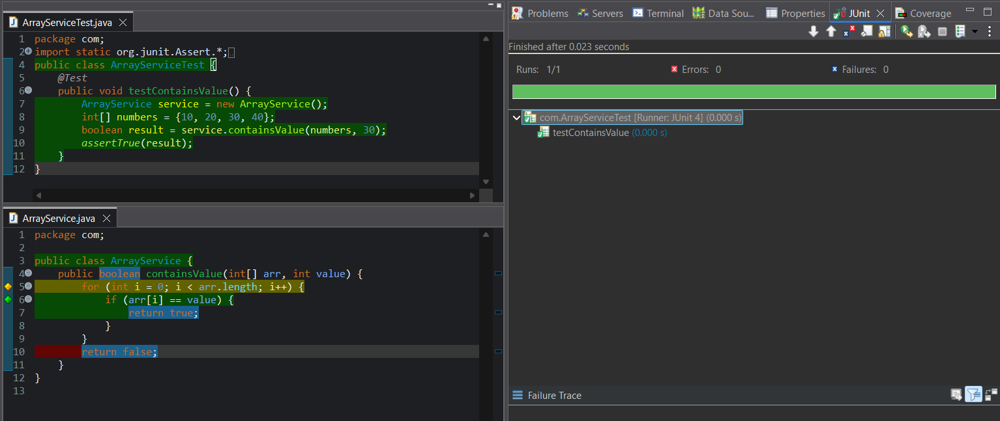 ArrayServiceTest.java
1 package com;
2 import static org.junit.Assert.*;
4 public class ArrayServiceTest {
5     @Test
6     public void testContainsValue() {
7         ArrayService service = new ArrayService();
8         int[] numbers = {10, 20, 30, 40};
9         boolean result = service.containsValue(numbers, 30);
10         assertTrue(result);
11     }
12 }
ArrayService.java
1 package com;
2
3 public class ArrayService {
4     public boolean containsValue(int[] arr, int value) {
5         for (int i = 0; i < arr.length; i++) {
6             if (arr[i] == value) {
7                 return true;
8             }
9         }
10         return false;
11     }
12 }
13
Problems Servers Terminal Data Sou... Properties JUnit Coverage
Finished after 0.023 seconds
Runs: 1/1 Errors: 0 Failures: 0
com.ArrayServiceTest [Runner: JUnit 4] (0.000 s)
testContainsValue (0.000 s)
Failure Trace